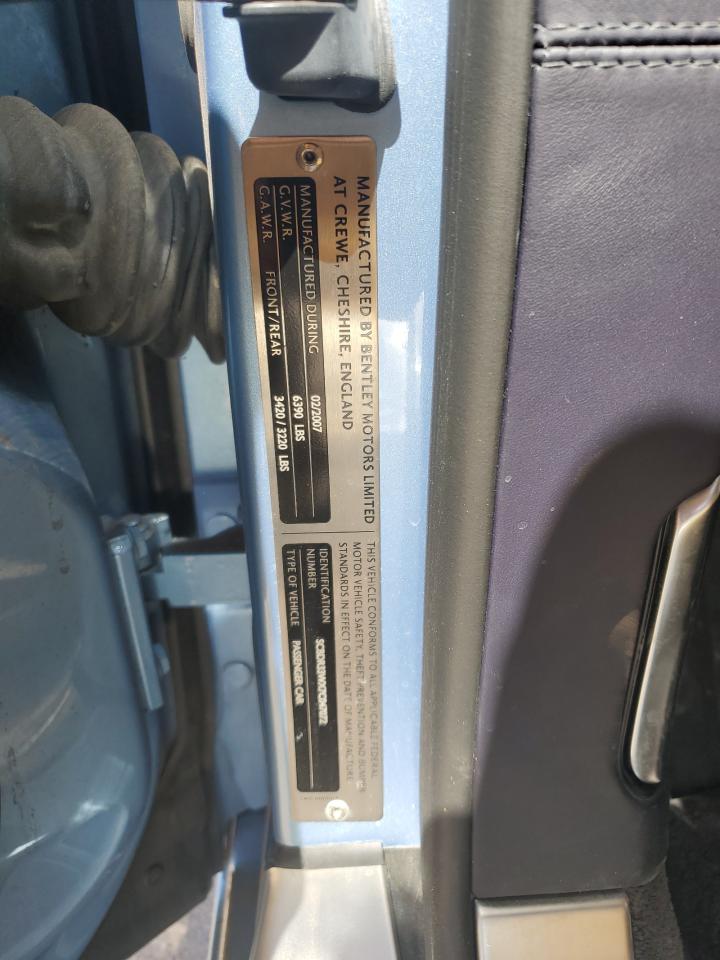 MANUFACTURED BY BENTLEY MOTORS LIMITED
AT CREWE, CHESHIRE, ENGLAND
MANUFACTURED DURING 02/2007
G.V.W.R. 6390 LBS
G.A.W.R. FRONT/REAR 3420 / 3220 LBS
THIS VEHICLE CONFORMS TO ALL APPLICABLE FEDERAL
MOTOR VEHICLE SAFETY, THEFT PREVENTION AND BUMPER
STANDARDS IN EFFECT ON THE DATE OF MANUFACTURE
IDENTIFICATION
NUMBER
TYPE OF VEHICLE PASSENGER CAR